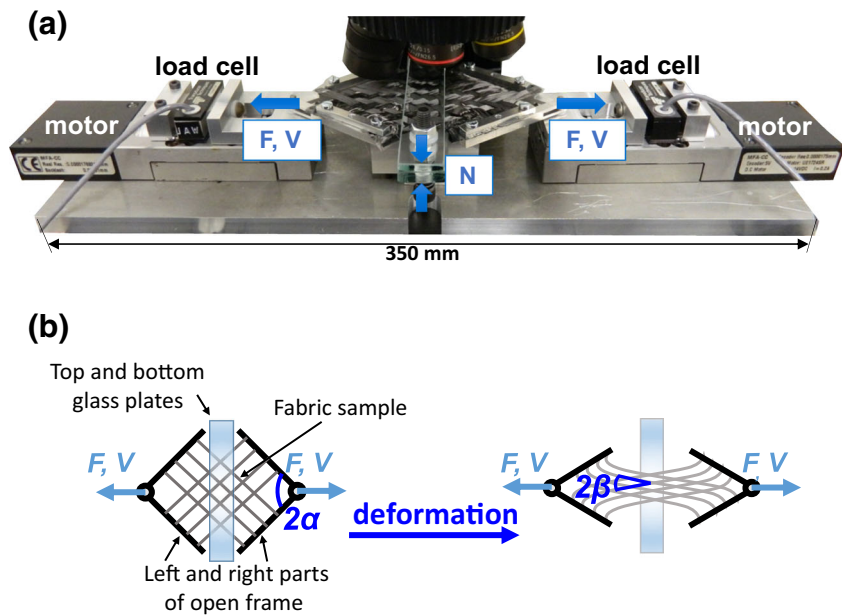 (a)
load cell
load cell
motor
motor
F, V
F, V
N
350 mm
(b)
Top and bottom
glass plates
Fabric sample
F, V
F, V
2α
deformation
F, V
F, V
2β
Left and right parts
of open frame